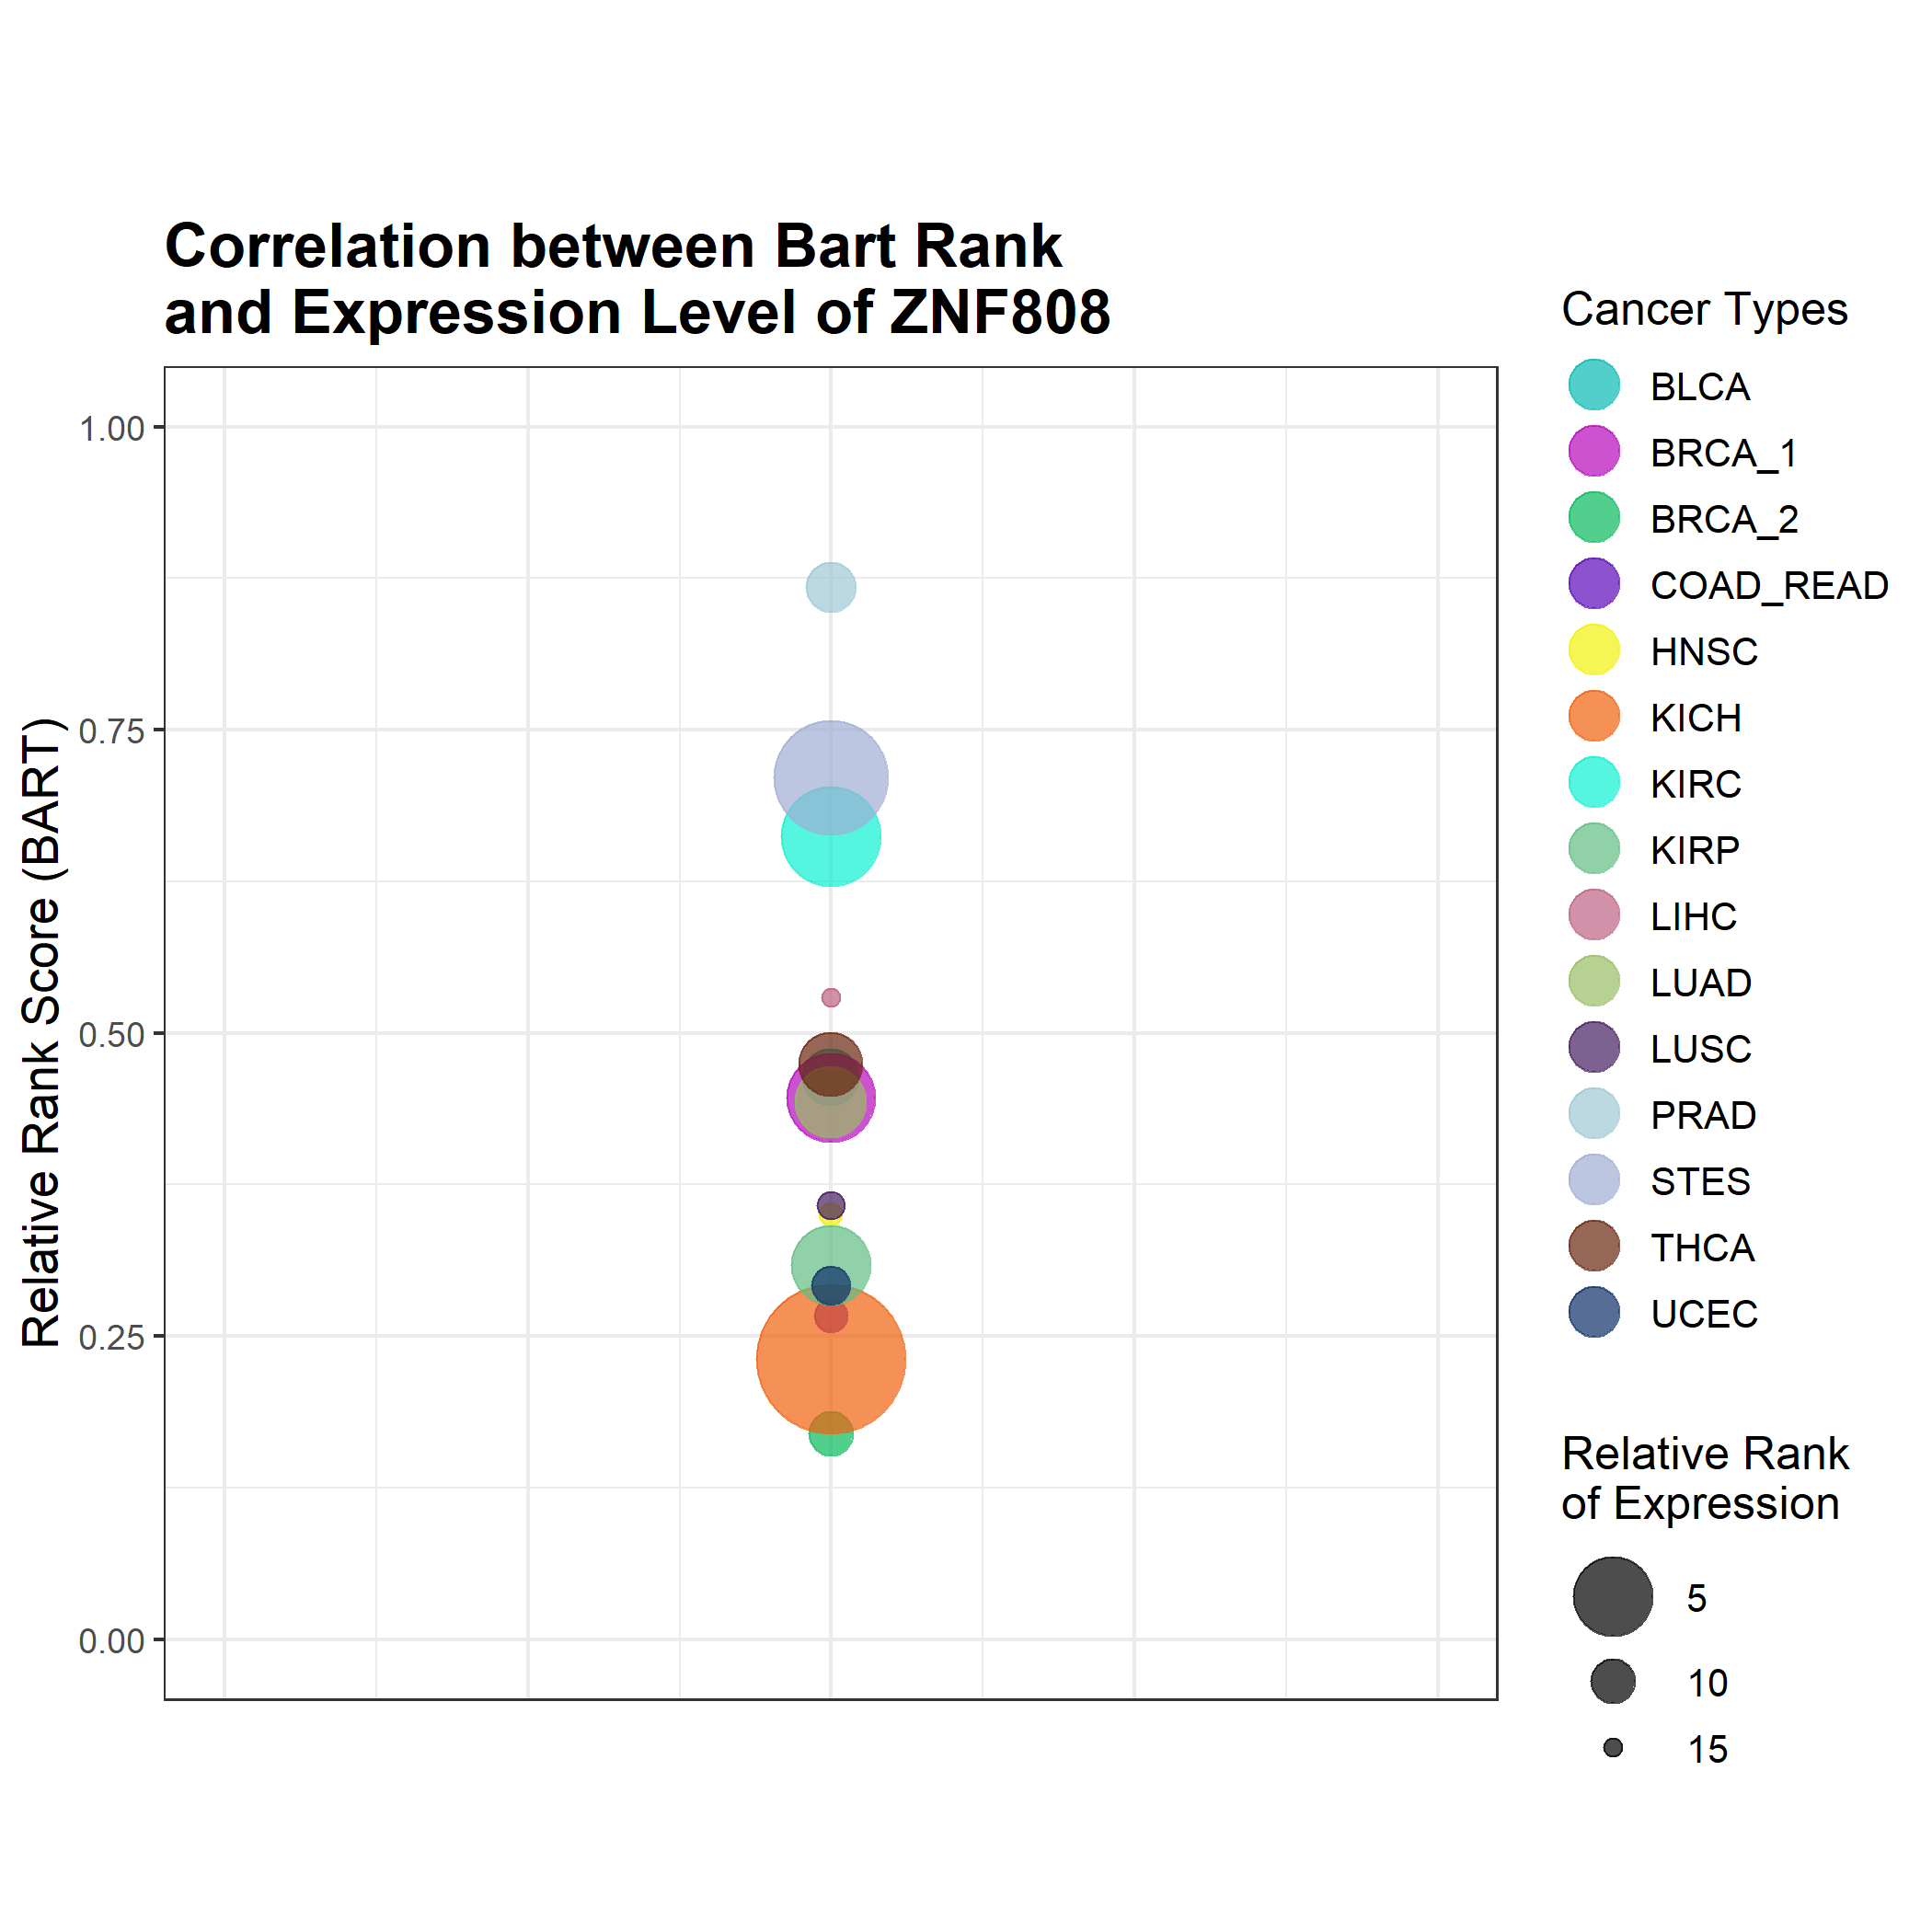 Correlation between Bart Rank
and Expression Level of ZNF808
Relative Rank Score (BART)
1.00
0.75
0.50
0.25
0.00
Cancer Types
BLCA
BRCA_1
BRCA_2
COAD_READ
HNSC
KICH
KIRC
KIRP
LIHC
LUAD
LUSC
PRAD
STES
THCA
UCEC
Relative Rank
of Expression
5
10
15